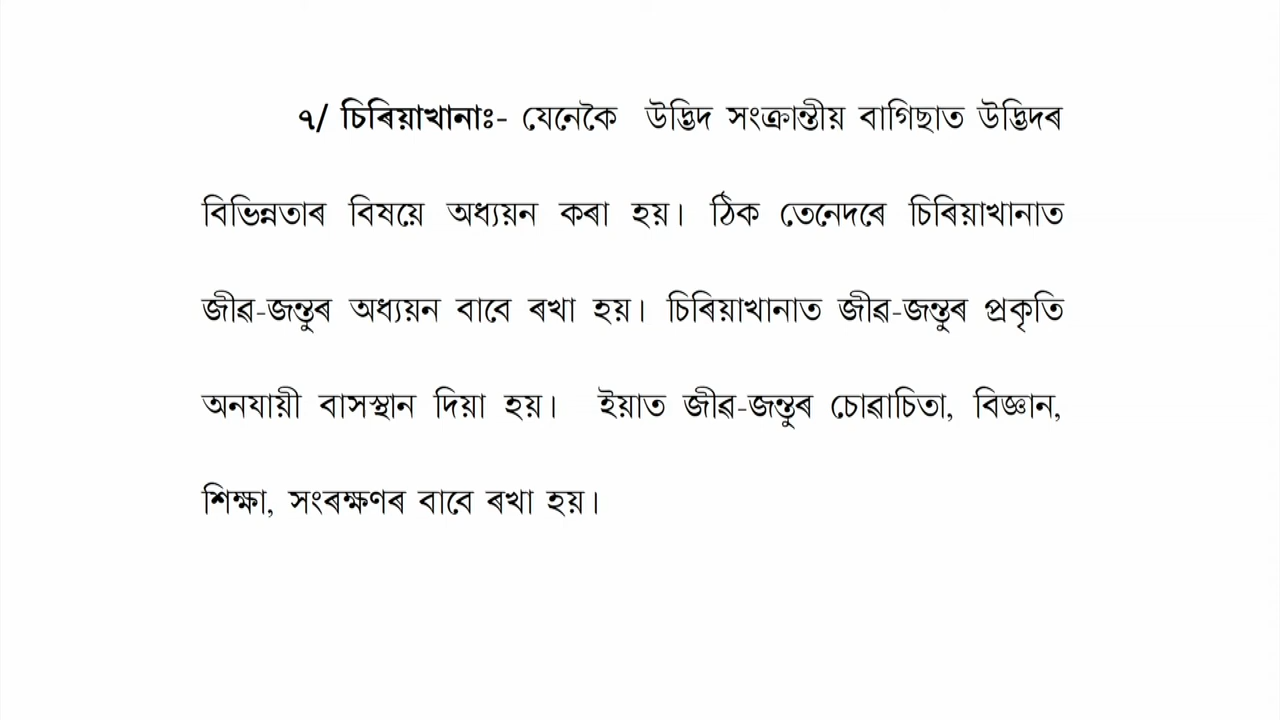 ৭/ চিৰিয়াখানাঃ- যেনেকৈ উদ্ভিদ সংক্ৰান্তীয় বাগিছাত উদ্ভিদৰ
বিভিন্নতাৰ বিষয়ে অধ্যয়ন কৰা হয়। ঠিক তেনেদৰে চিৰিয়াখানাত
জীৱ-জন্তুৰ অধ্যয়ন বাবে ৰখা হয়। চিৰিয়াখানাত জীৱ-জন্তুৰ প্ৰকৃতি
অনযায়ী বাসস্থান দিয়া হয়। ইয়াত জীৱ-জন্তুৰ চোৱাচিতা, বিজ্ঞান,
শিক্ষা, সংৰক্ষণৰ বাবে ৰখা হয়।